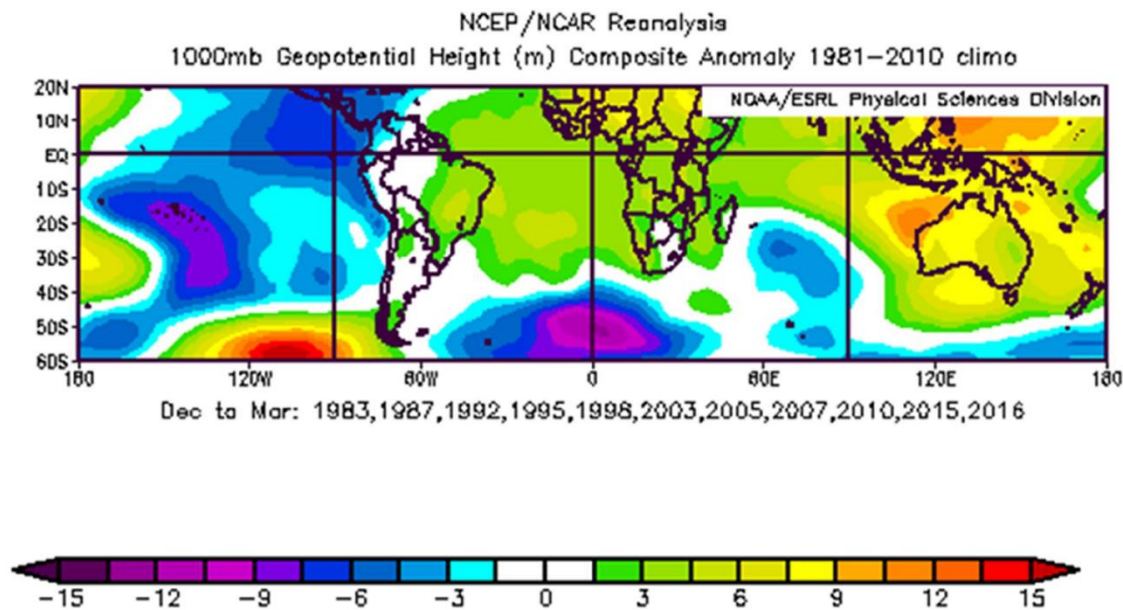 NCEP/NCAR Reanalysis
1000mb Geopotential Height (m) Composite Anomaly 1981-2010 climo
NOAA/ESRL Physical Sciences Division
20N
10N
EQ
10S
20S
30S
40S
50S
60S
180 120W 60W 0 60E 120E 180
Dec to Mar: 1983,1987,1992,1995,1998,2003,2005,2007,2010,2015,2016
-15 -12 -9 -6 -3 0 3 6 9 12 15